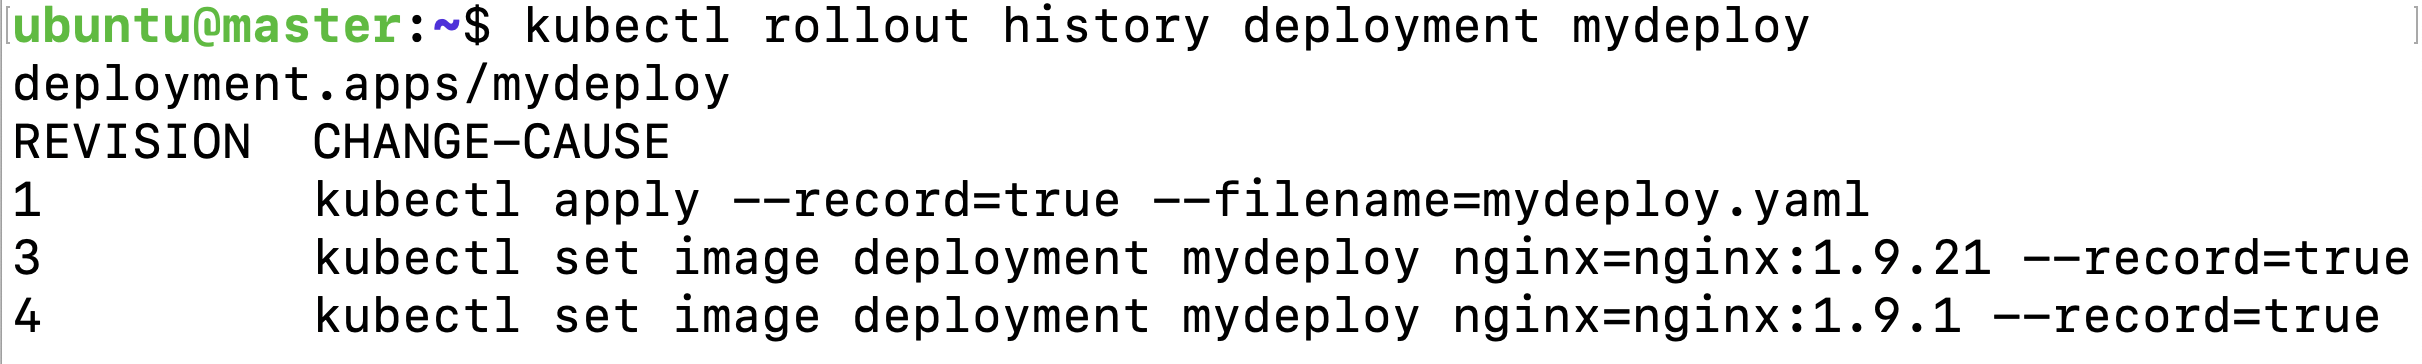 ubuntu@master:~$ kubectl rollout history deployment mydeploy
deployment.apps/mydeploy
REVISION  CHANGE-CAUSE
1         kubectl apply --record=true --filename=mydeploy.yaml
3         kubectl set image deployment mydeploy nginx=nginx:1.9.21 --record=true
4         kubectl set image deployment mydeploy nginx=nginx:1.9.1 --record=true